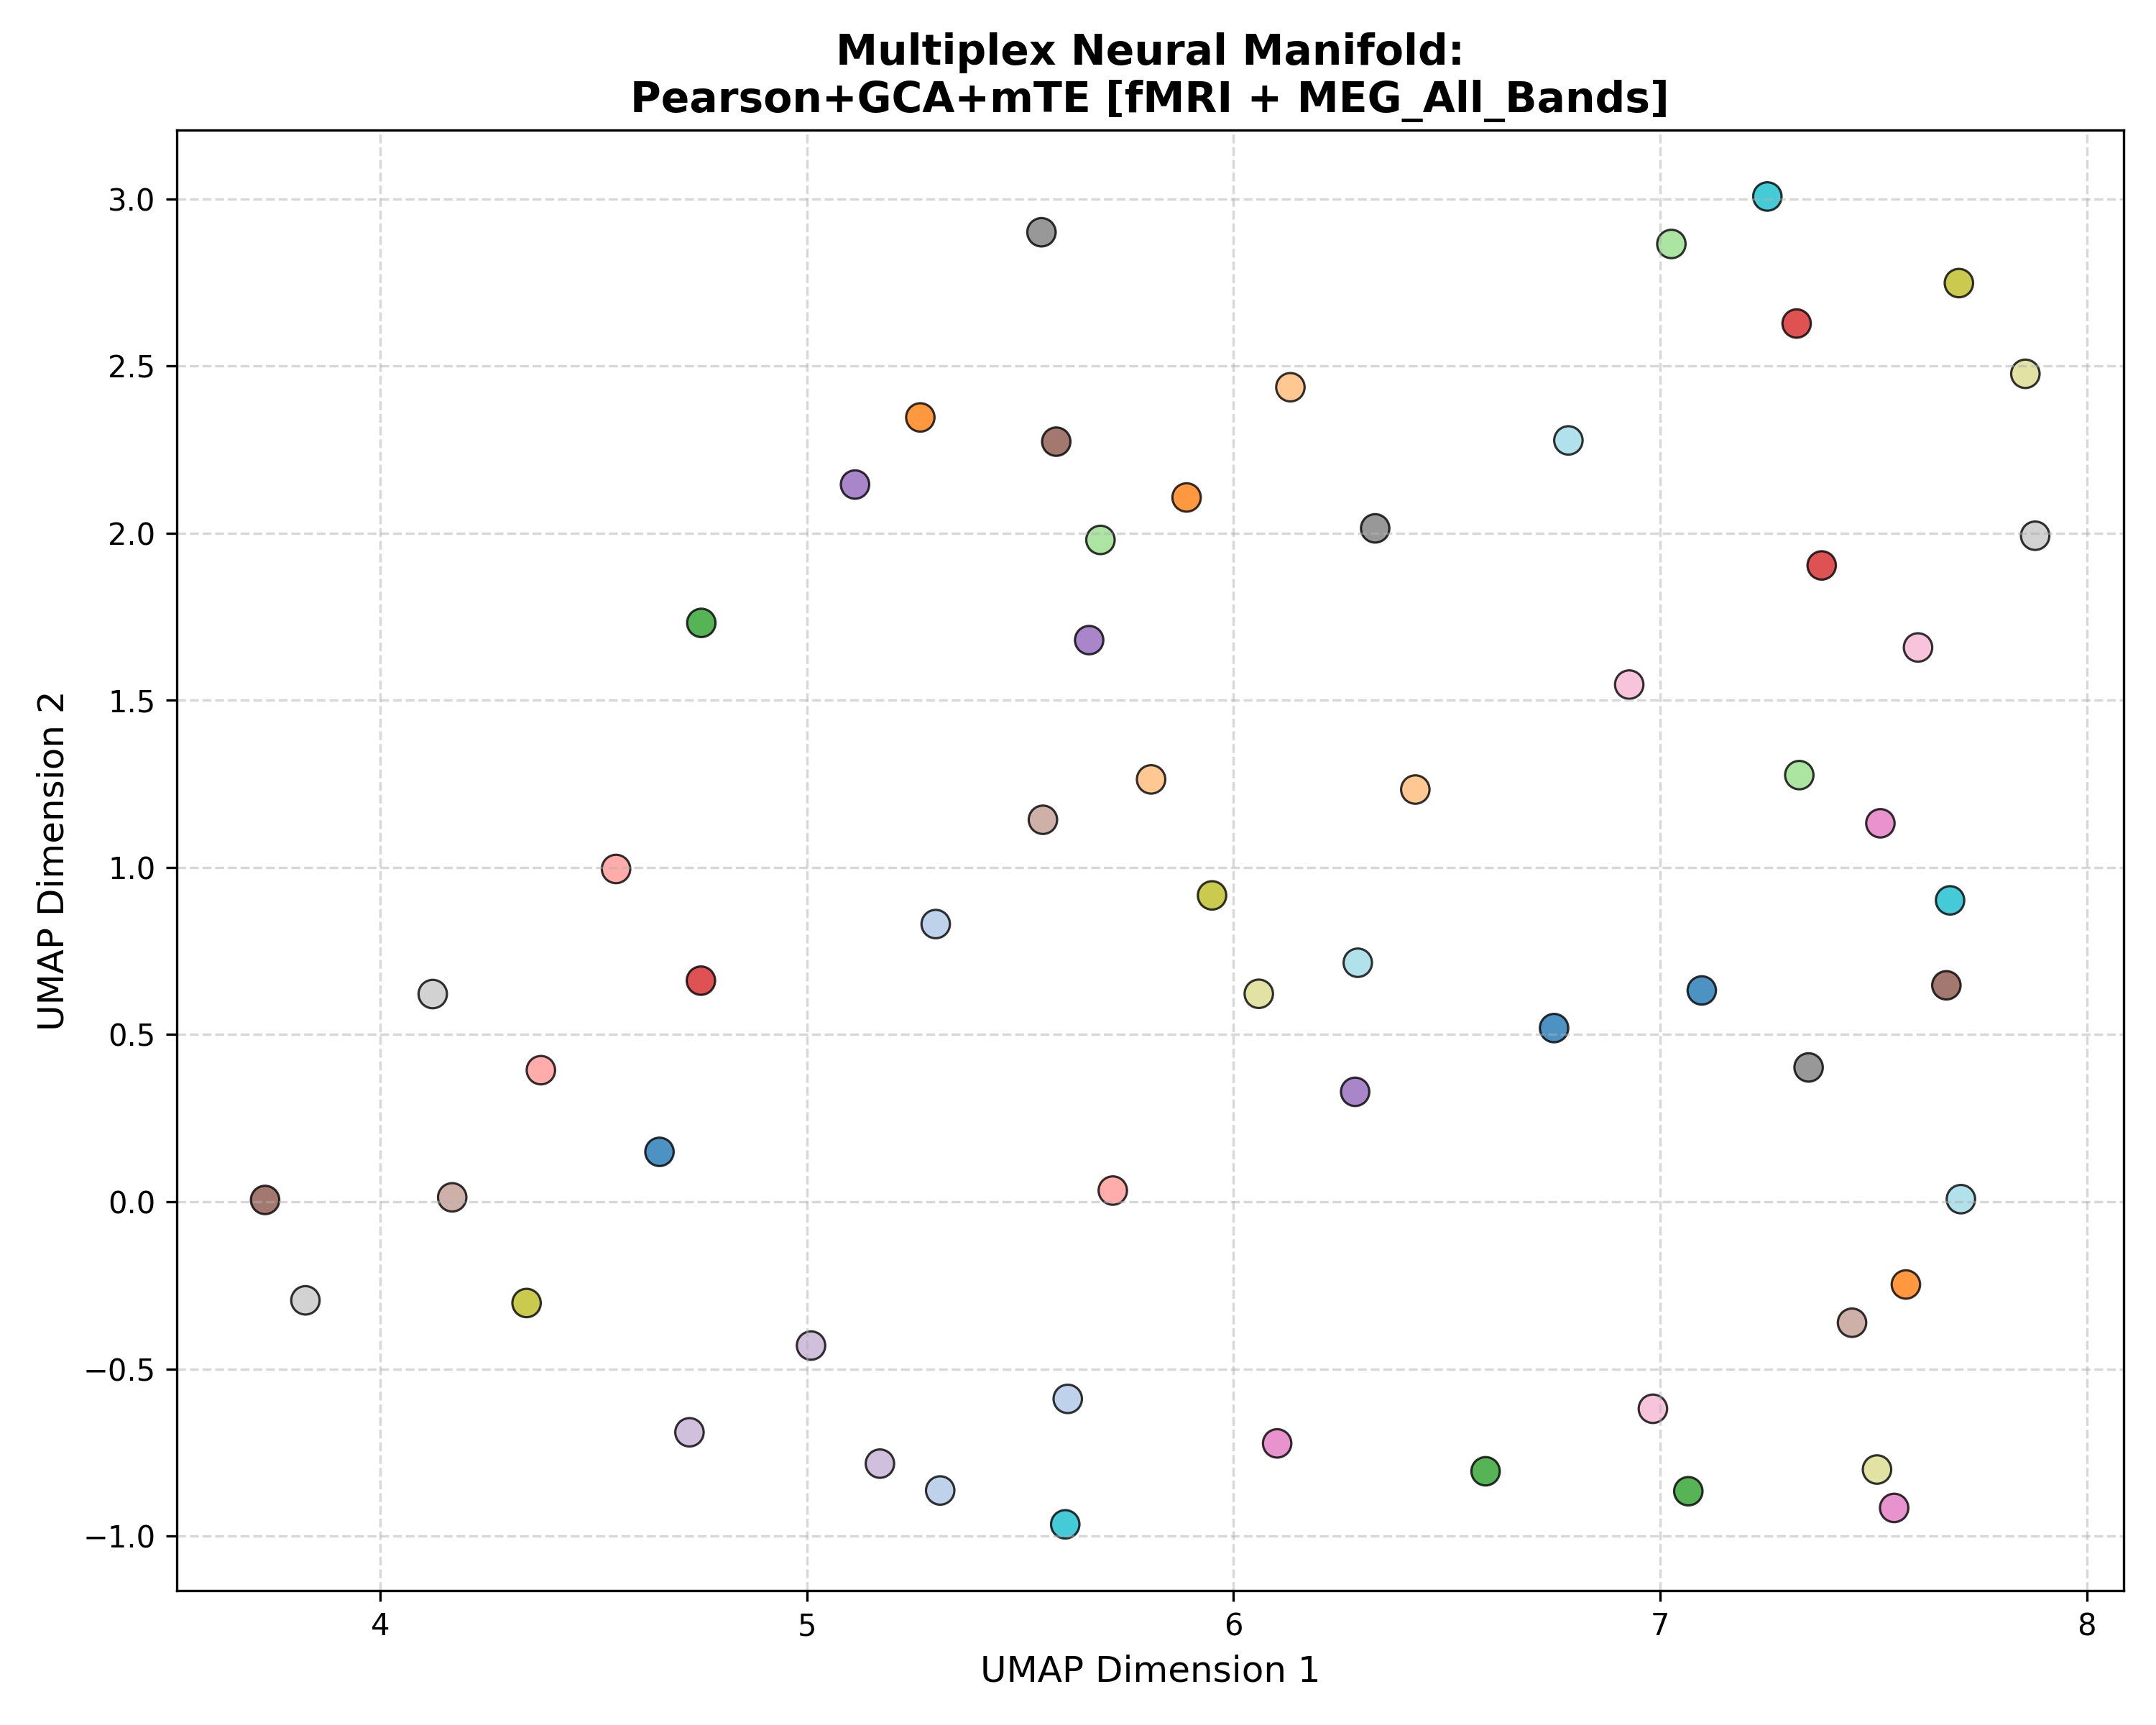 Multiplex Neural Manifold:
Pearson+GCA+mTE [fMRI + MEG_All_Bands]
3.0
2.5
2.0
1.5
1.0
0.5
0.0
−0.5
−1.0
UMAP Dimension 2
4 5 6 7 8
UMAP Dimension 1